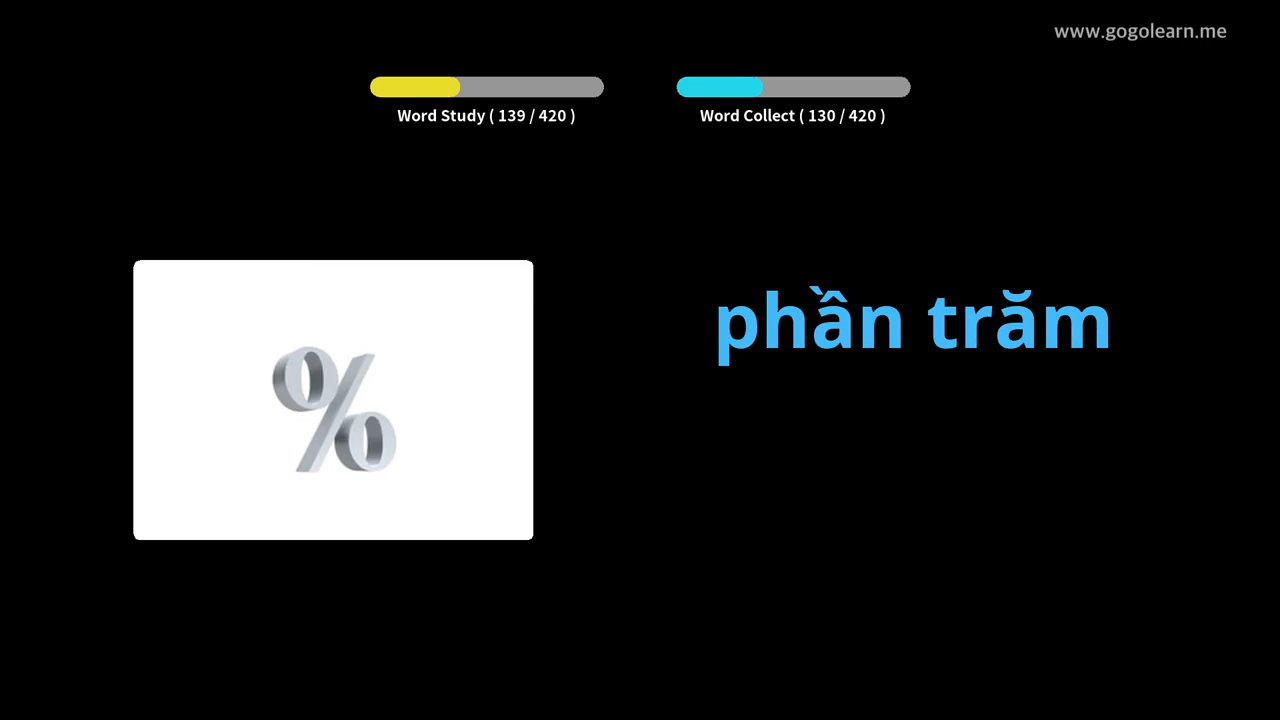 www.gogolearn.me
Word Study ( 139 / 420 )
Word Collect ( 130 / 420 )
%
phần trăm